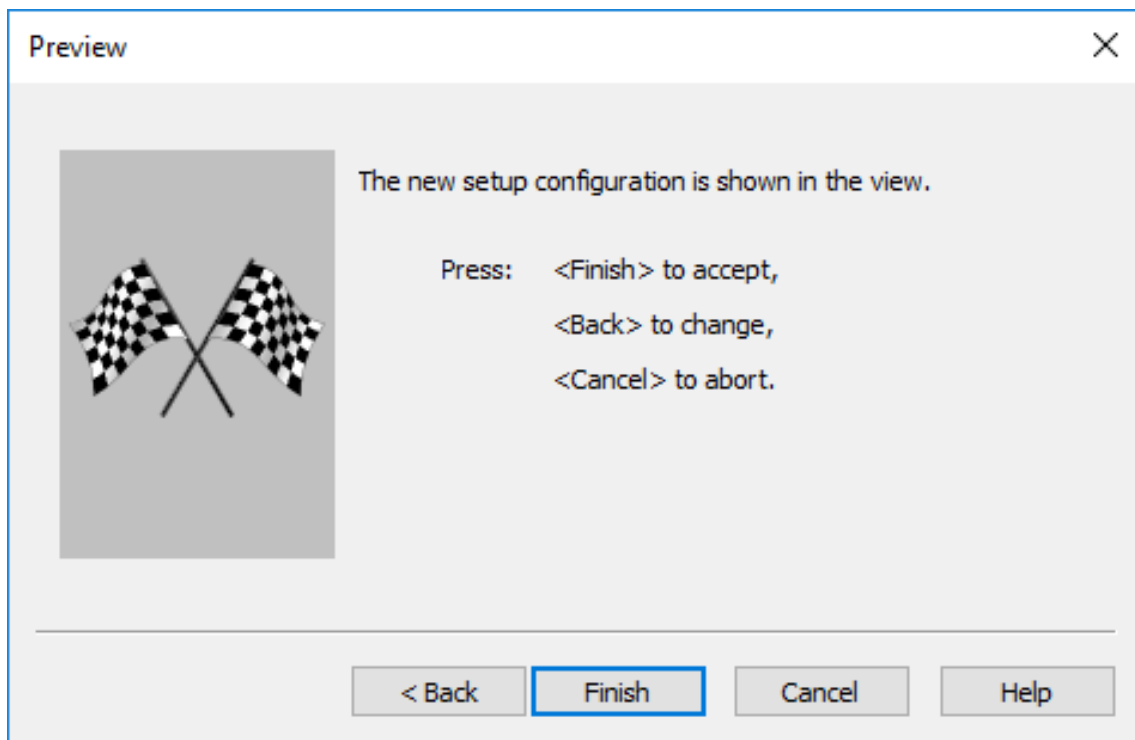 Preview
The new setup configuration is shown in the view.
Press: <Finish> to accept,
<Back> to change,
<Cancel> to abort.
< Back Finish Cancel Help